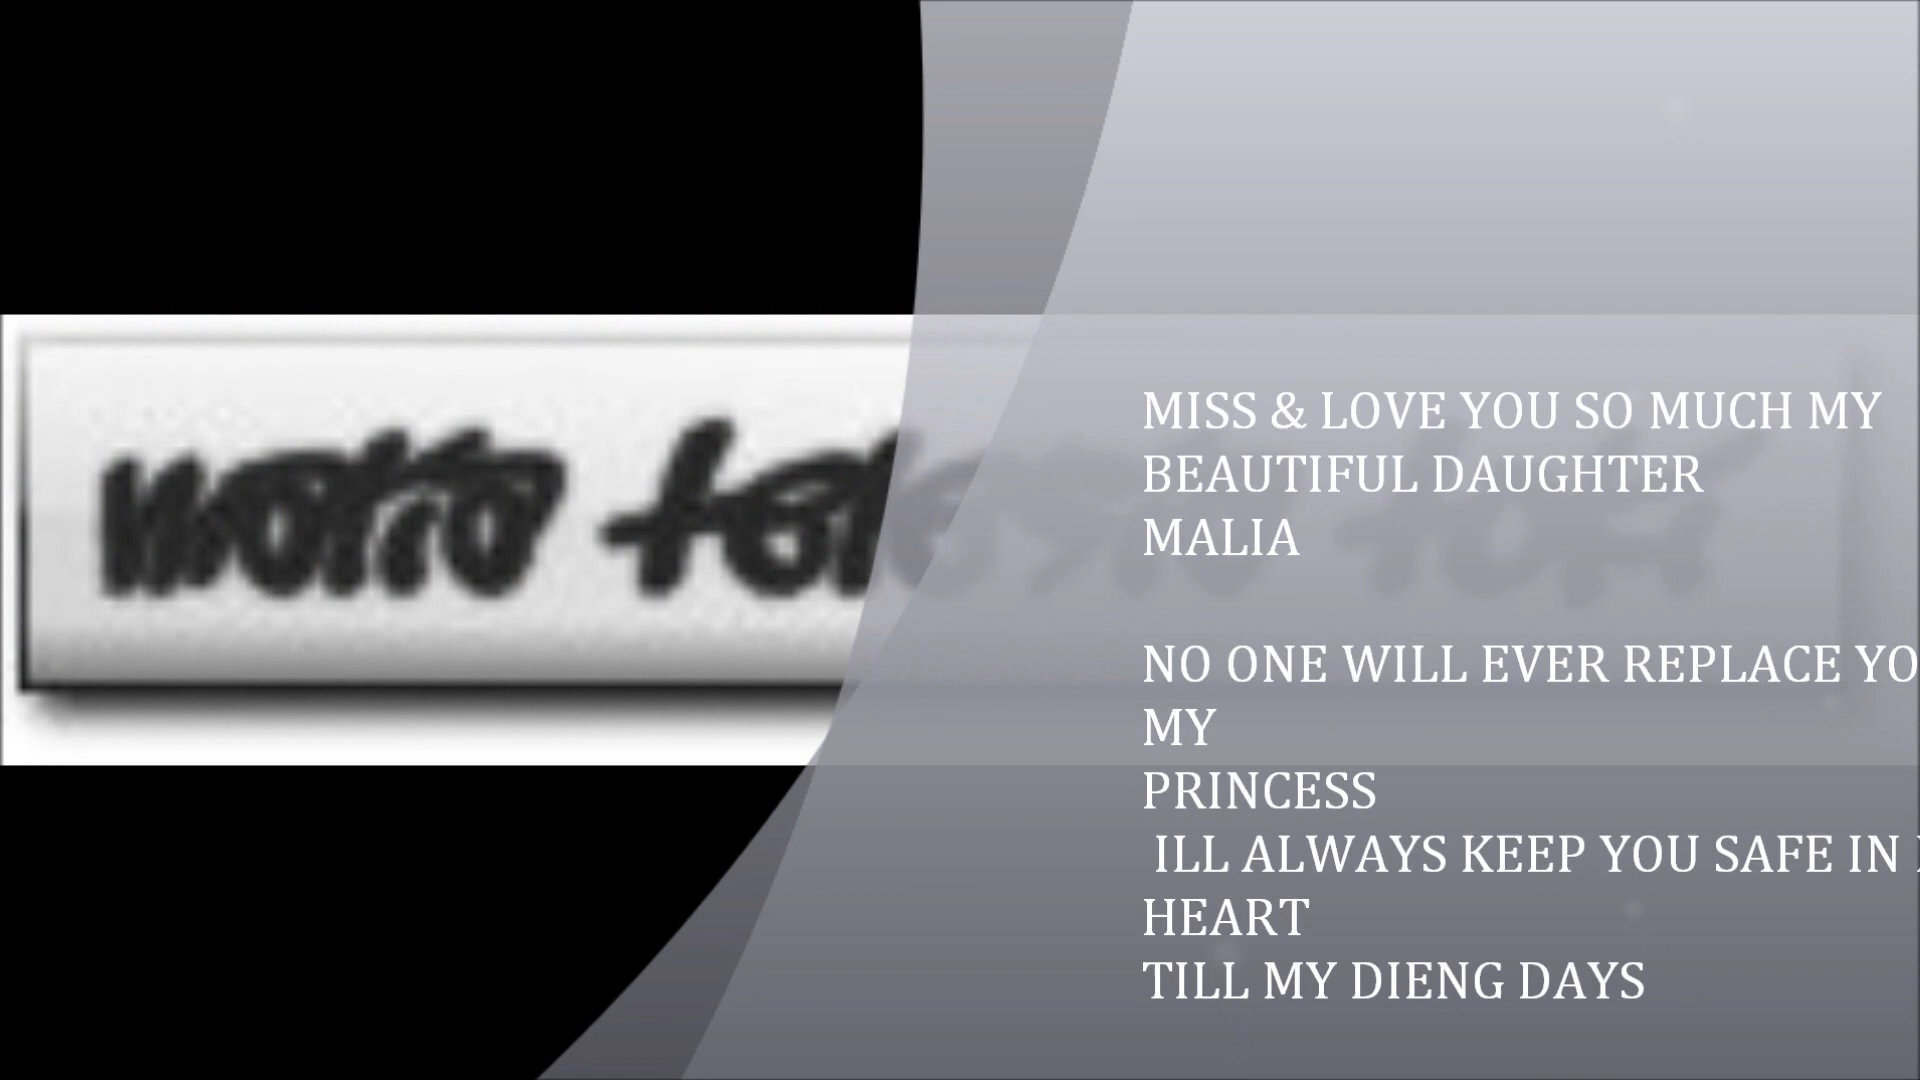 MISS & LOVE YOU SO MUCH MY
BEAUTIFUL DAUGHTER
MALIA
NO ONE WILL EVER REPLACE YO
MY
PRINCESS
ILL ALWAYS KEEP YOU SAFE IN
HEART
TILL MY DIENG DAYS